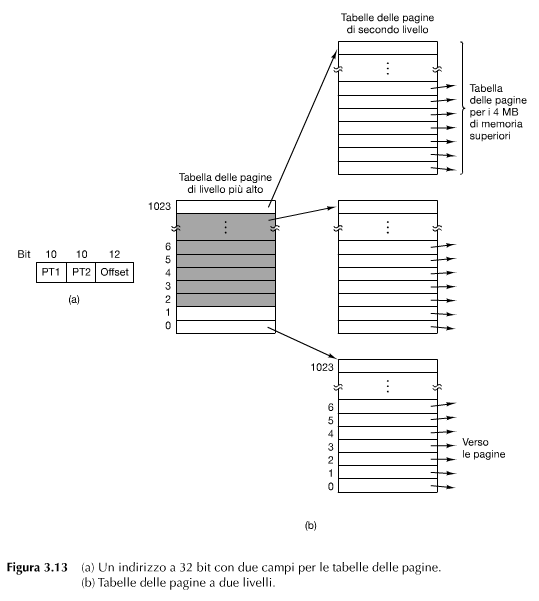 Tabelle delle pagine
di secondo livello
Tabella
delle pagine
per i 4 MB
di memoria
superiori
Tabella delle pagine
di livello più alto
1023
6
5
4
3
2
1
0
Bit 10 10 12
PT1 PT2 Offset
(a)
1023
6
5
4
3
2
1
0
Verso
le pagine
(b)
Figura 3.13 (a) Un indirizzo a 32 bit con due campi per le tabelle delle pagine.
(b) Tabelle delle pagine a due livelli.